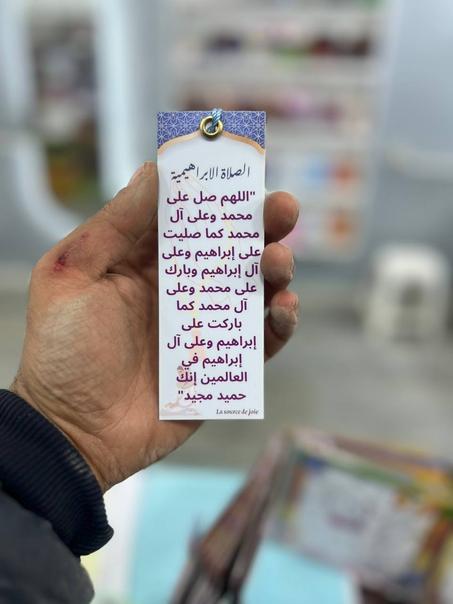 الصلاة الابراهيمية
"اللهم صل على
محمد وعلى آل
محمد كما صليت
على إبراهيم وعلى
آل إبراهيم وبارك
على محمد وعلى
آل محمد كما
باركت على
إبراهيم وعلى آل
إبراهيم في
العالمين إنك
حميد مجيد"
La source de joie